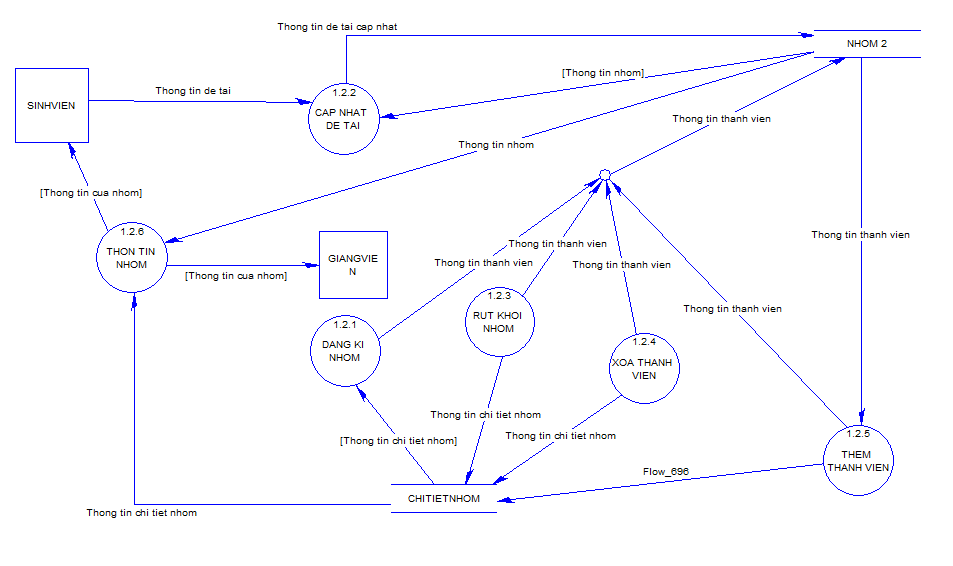 Thong tin de tai cap nhat
NHOM 2
[Thong tin nhom]
Thong tin de tai
1.2.2
CAP NHAT
DE TAI
SINHVIEN
Thong tin thanh vien
Thong tin nhom
[Thong tin cua nhom]
1.2.6
THON TIN
NHOM
Thong tin thanh vien
Thong tin thanh vien
GIANGVIE
N
Thong tin thanh vien
Thong tin thanh vien
[Thong tin cua nhom]
1.2.3
RUT KHOI
NHOM
Thong tin thanh vien
1.2.1
DANG KI
NHOM
1.2.4
XOA THANH
VIEN
Thong tin chi tiet nhom
[Thong tin chi tiet nhom]
Thong tin chi tiet nhom
1.2.5
THEM
THANH VIEN
Flow_696
CHITIETNHOM
Thong tin chi tiet nhom